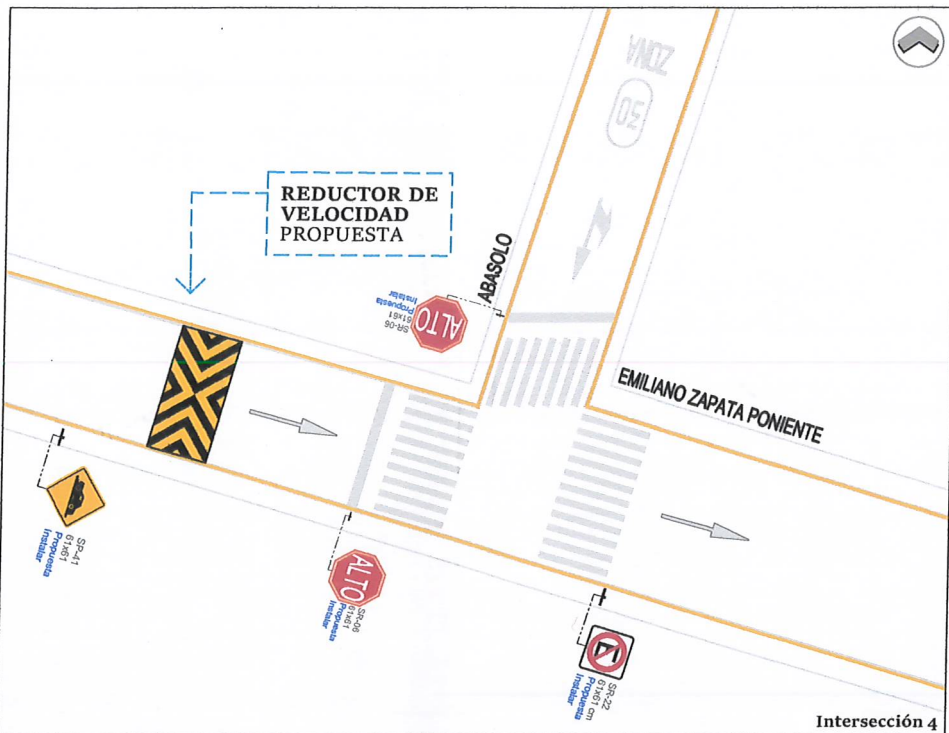 ZONA
30
REDUCTOR DE
VELOCIDAD
PROPUESTA
ABASOLO
ALTO
SR-06
61x61
Propuesta
Instalar
EMILIANO ZAPATA PONIENTE
SP-41
61x61
Propuesta
Instalar
ALTO
SR-06
61x61
Propuesta
Instalar
E
SR-22
61x61 cm
Propuesta
Instalar
Intersección 4